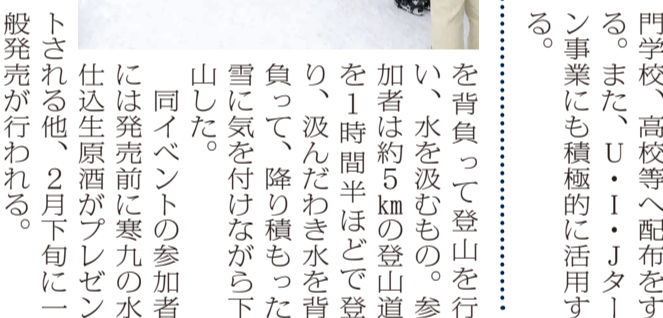 門学校、高校等へ配布をす
る。また、U・I・Jター
ン事業にも積極的に活用す
る。
を背負って登山を行
い、水を汲むもの。参
加者は約5㎞の登山道
を1時間半ほどで登
り、汲んだわき水を背
負って、降り積もった
雪に気を付けながら下
山した。
同イベントの参加者
には発売前に寒九の水
仕込生原酒がプレゼン
トされる他、2月下旬に一
般発売が行われる。